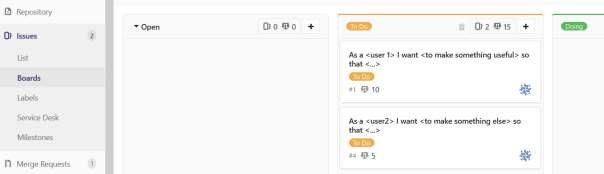 Repository
Issues 2
List
Boards
Labels
Service Desk
Milestones
Merge Requests 1
Open 0 0 +
To Do 2 15 +
As a <user 1> I want <to make something useful> so
that <...>
To Do
#1 10
As a <user2> I want <to make something else> so
that <...>
To Do
#4 5
Doing